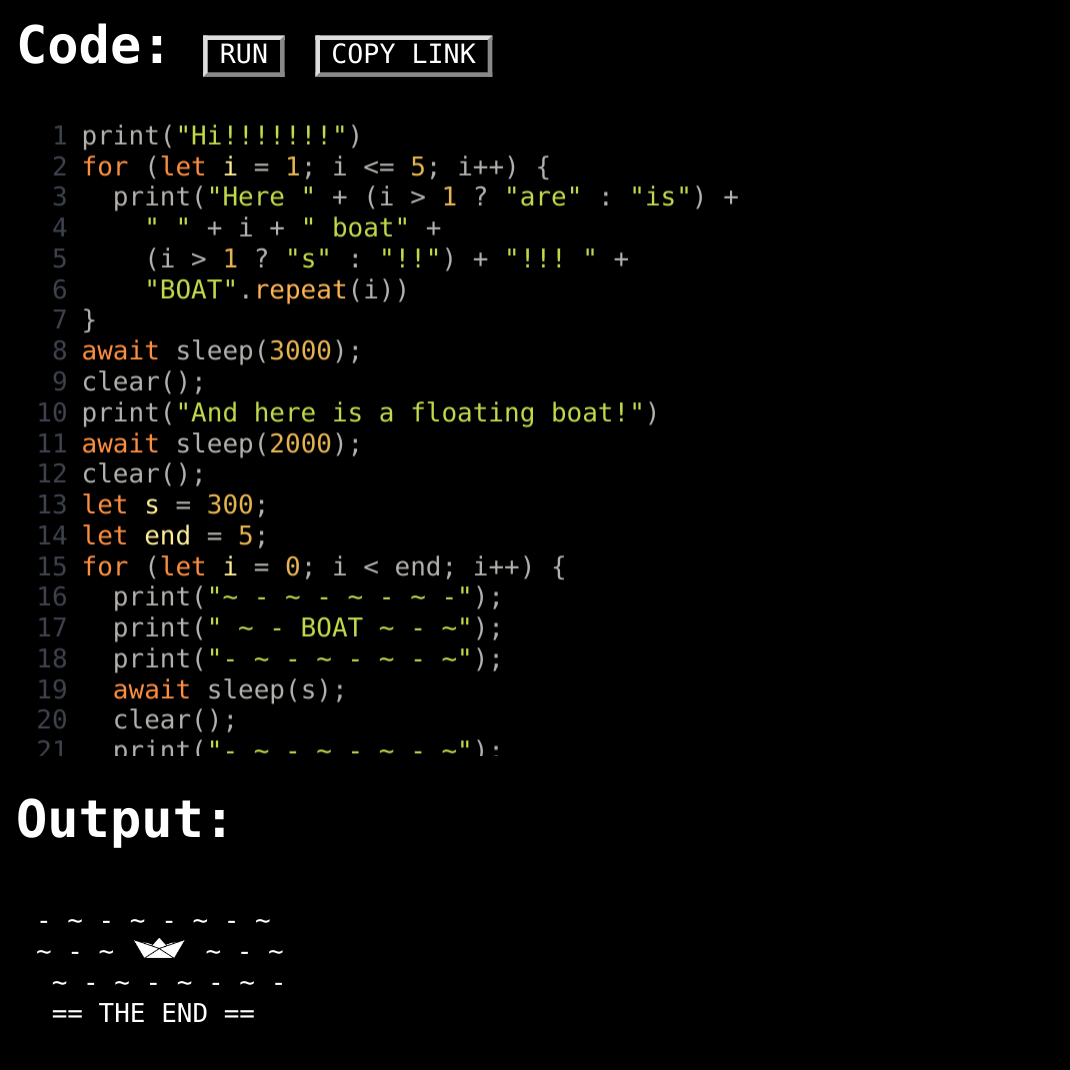 Code: RUN COPY LINK
1 print("Hi!!!!!!!")
2 for (let i = 1; i <= 5; i++) {
3   print("Here " + (i > 1 ? "are" : "is") +
4     " " + i + " boat" +
5     (i > 1 ? "s" : "!!") + "!!! " +
6     "BOAT".repeat(i))
7 }
8 await sleep(3000);
9 clear();
10 print("And here is a floating boat!")
11 await sleep(2000);
12 clear();
13 let s = 300;
14 let end = 5;
15 for (let i = 0; i < end; i++) {
16   print("~ - ~ - ~ - ~ -");
17   print(" ~ - BOAT ~ - ~");
18   print("- ~ - ~ - ~ - ~");
19   await sleep(s);
20   clear();
21   print("- ~ - ~ - ~ - ~");
Output:
- ~ - ~ - ~ - ~
~ - ~ ~ - ~
 ~ - ~ - ~ - ~ -
 == THE END ==